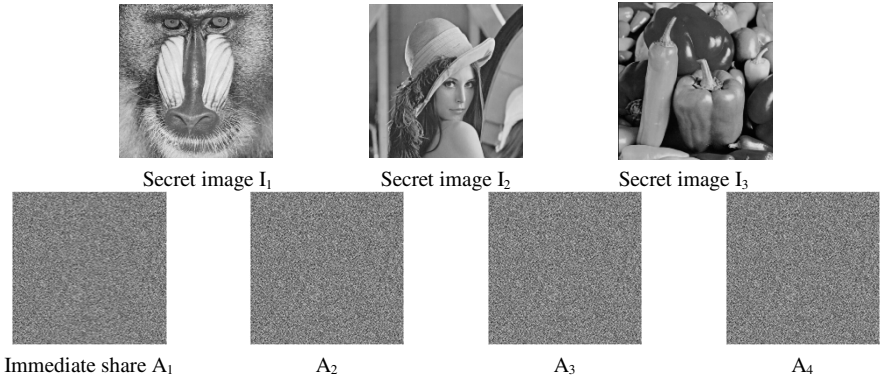 Secret image I₁ Secret image I₂ Secret image I₃
Immediate share A₁ A₂ A₃ A₄